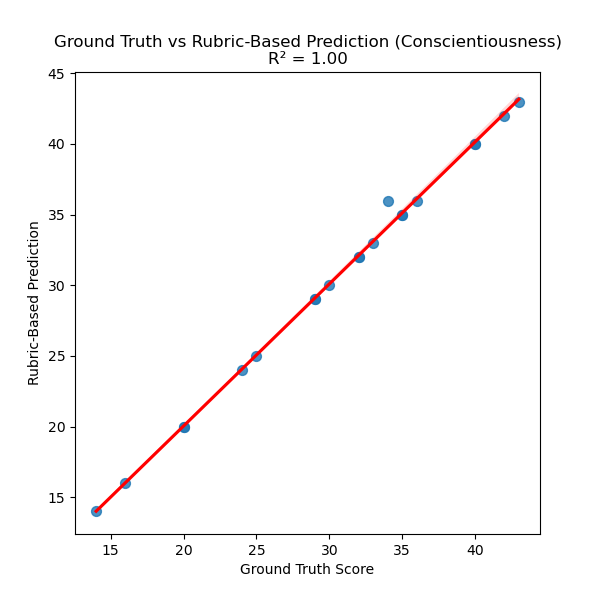 Ground Truth vs Rubric-Based Prediction (Conscientiousness)
R² = 1.00
45
40
35
30
25
20
15
Rubric-Based Prediction
15 20 25 30 35 40
Ground Truth Score